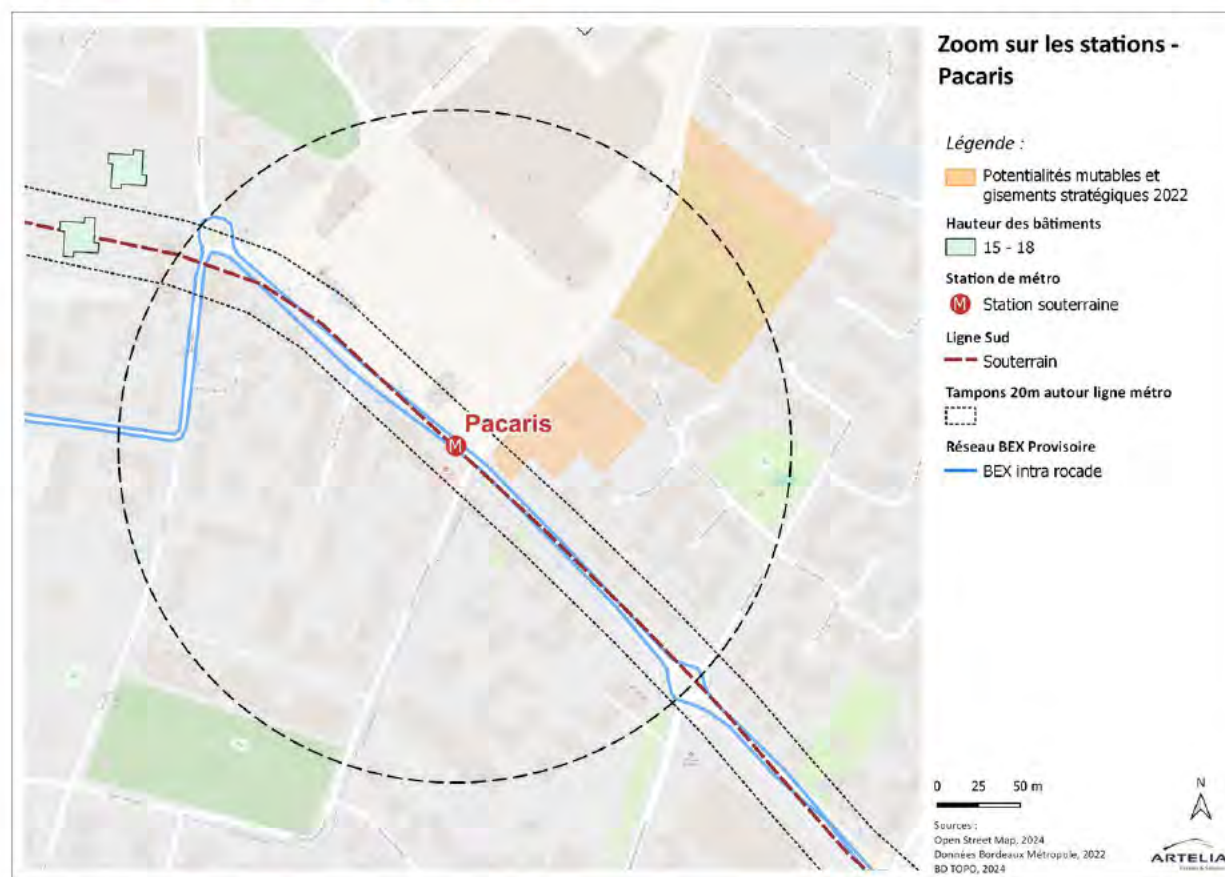 Zoom sur les stations -
Pacaris
Légende :
Potentialités mutables et
gisements stratégiques 2022
Hauteur des bâtiments
15 - 18
Station de métro
M
Station souterraine
Ligne Sud
Souterrain
Tampons 20m autour ligne métro
Réseau BEX Provisoire
BEX intra rocade
Pacaris
M
0 25 50 m
N
Sources :
Open Street Map, 2024
Données Bordeaux Métropole, 2022
BD TOPO, 2024
ARTELIA